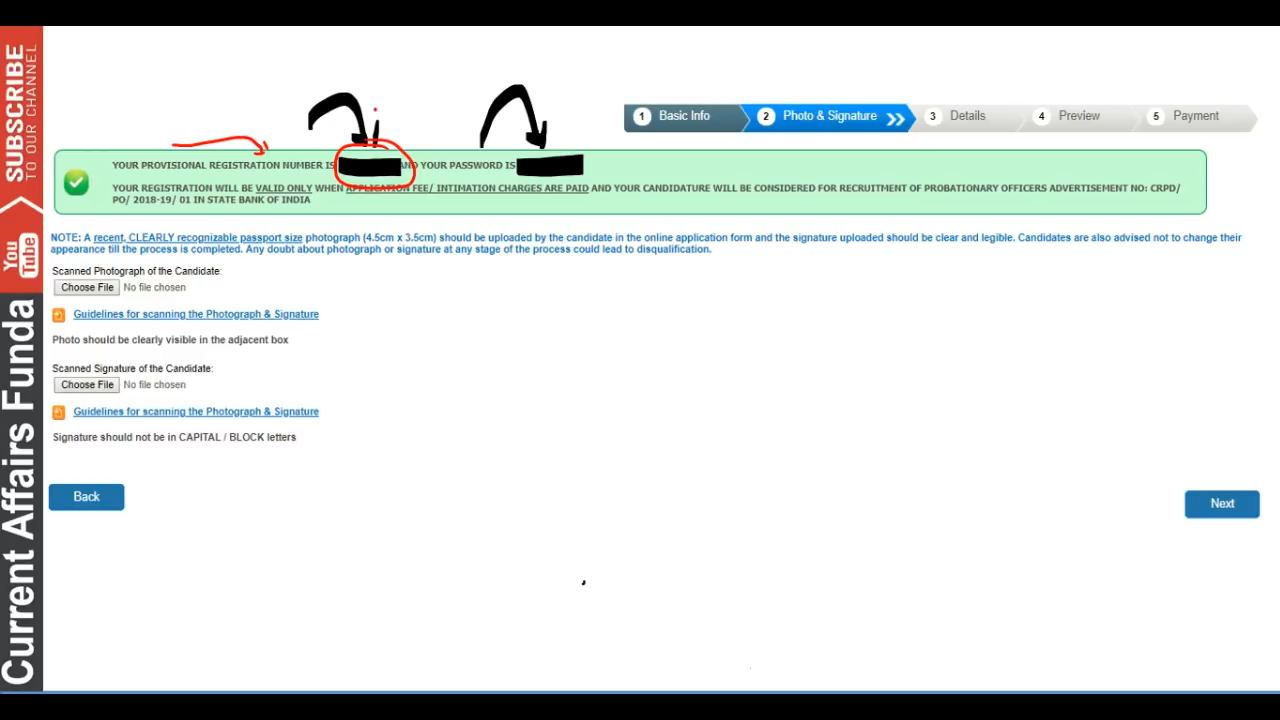 SUBSCRIBE
TO OUR CHANNEL
You
Tube
Current Affairs Funda
1 Basic Info
2 Photo & Signature
3 Details
4 Preview
5 Payment
YOUR PROVISIONAL REGISTRATION NUMBER IS AND YOUR PASSWORD IS
YOUR REGISTRATION WILL BE VALID ONLY WHEN APPLICATION FEE/ INTIMATION CHARGES ARE PAID AND YOUR CANDIDATURE WILL BE CONSIDERED FOR RECRUITMENT OF PROBATIONARY OFFICERS ADVERTISEMENT NO: CRPD/
PO/ 2018-19/ 01 IN STATE BANK OF INDIA
NOTE: A recent, CLEARLY recognizable passport size photograph (4.5cm x 3.5cm) should be uploaded by the candidate in the online application form and the signature uploaded should be clear and legible. Candidates are also advised not to change their
appearance till the process is completed. Any doubt about photograph or signature at any stage of the process could lead to disqualification.
Scanned Photograph of the Candidate:
Choose File No file chosen
Guidelines for scanning the Photograph & Signature
Photo should be clearly visible in the adjacent box
Scanned Signature of the Candidate:
Choose File No file chosen
Guidelines for scanning the Photograph & Signature
Signature should not be in CAPITAL / BLOCK letters
Back
Next